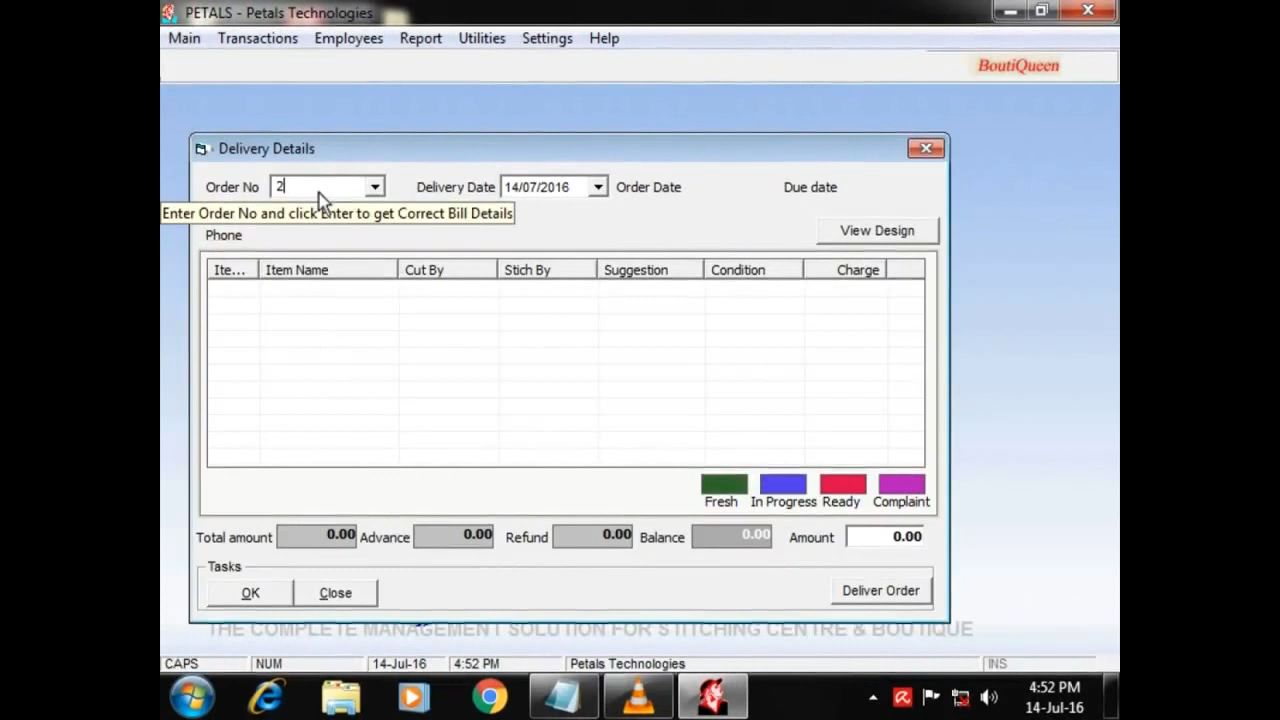 PETALS - Petals Technologies
Main Transactions Employees Report Utilities Settings Help
BoutiQueen
Delivery Details
Order No 2 Delivery Date 14/07/2016 Order Date Due date
Enter Order No and click Enter to get Correct Bill Details
Phone View Design
Ite... Item Name Cut By Stich By Suggestion Condition Charge
Fresh In Progress Ready Complaint
Total amount 0.00 Advance 0.00 Refund 0.00 Balance 0.00 Amount 0.00
Tasks
OK Close Deliver Order
THE COMPLETE MANAGEMENT SOLUTION FOR STITCHING CENTRE & BOUTIQUE
CAPS NUM 14-Jul-16 4:52 PM Petals Technologies INS
4:52 PM
14-Jul-16